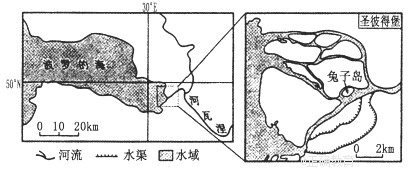 30°E
圣彼得堡
波罗的海
50°N
涅瓦河
兔子岛
0 10 20km
0 2km
河流 水渠 水域